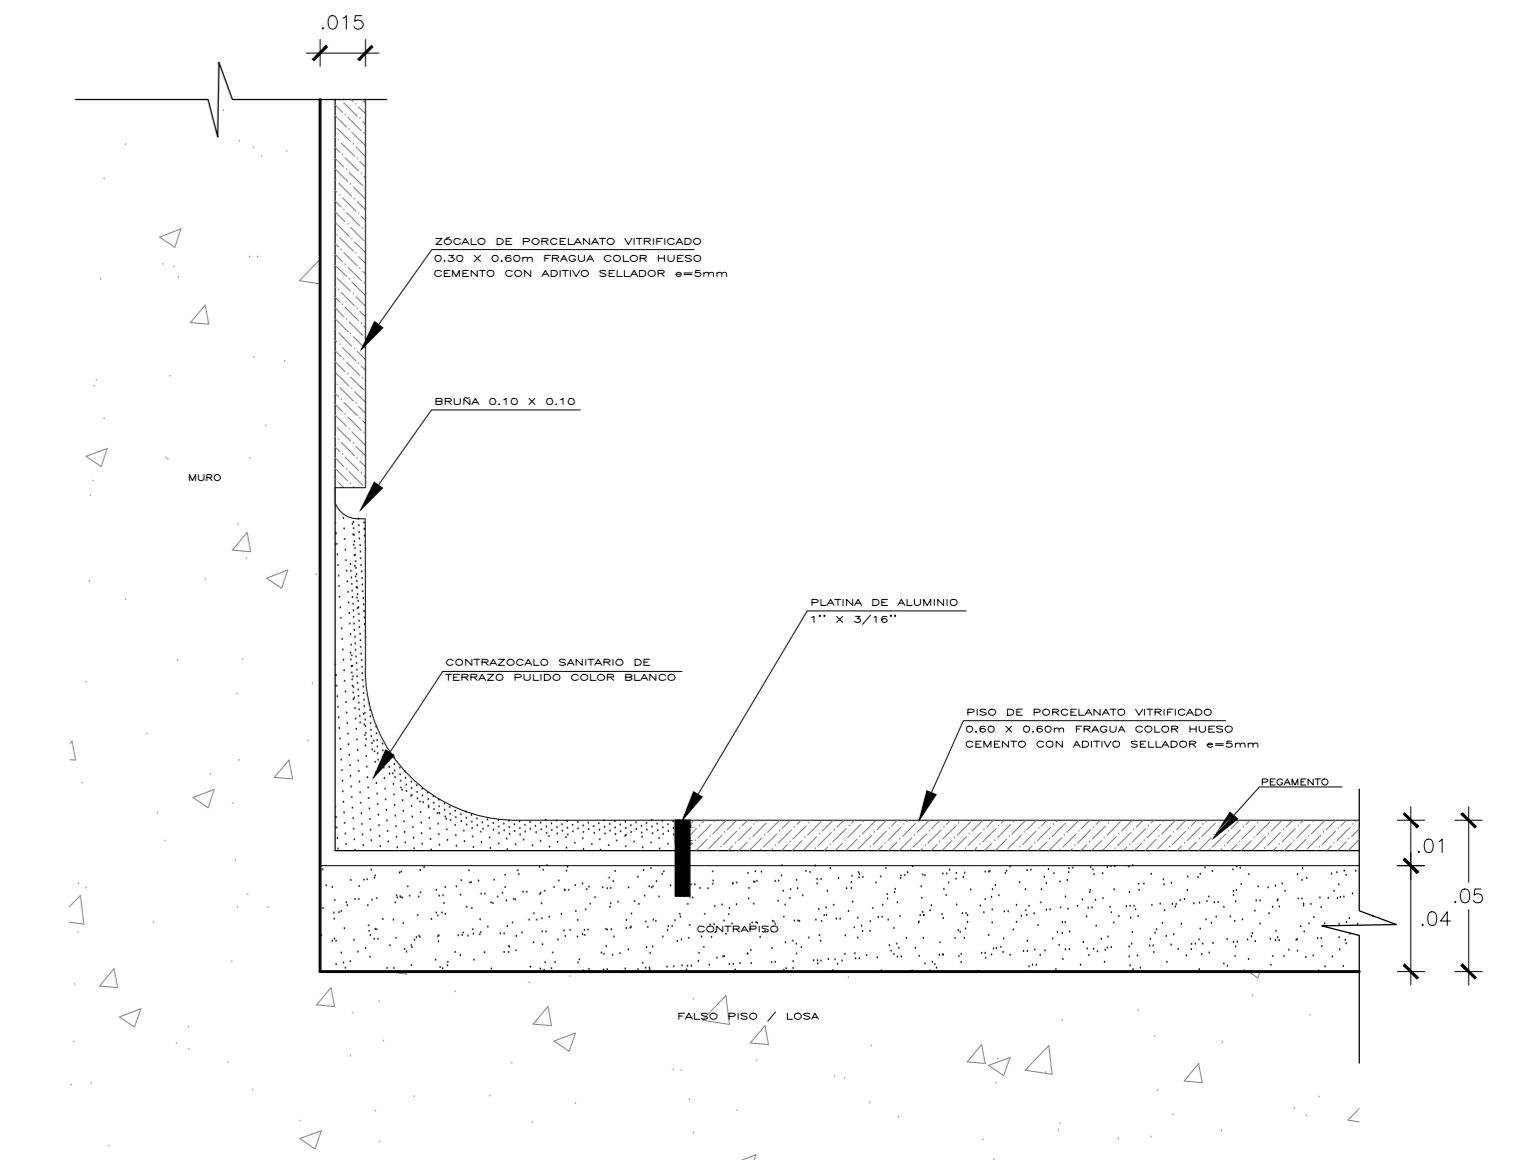 .015
ZÓCALO DE PORCELANATO VITRIFICADO
0.30 X 0.60m FRAGUA COLOR HUESO
CEMENTO CON ADITIVO SELLADOR e=5mm
BRUÑA 0.10 X 0.10
MURO
PLATINA DE ALUMINIO
1'' X 3/16''
CONTRAZOCALO SANITARIO DE
TERRAZO PULIDO COLOR BLANCO
PISO DE PORCELANATO VITRIFICADO
0.60 X 0.60m FRAGUA COLOR HUESO
CEMENTO CON ADITIVO SELLADOR e=5mm
PEGAMENTO
.01
.05
.04
CONTRAPISO
FALSO PISO / LOSA